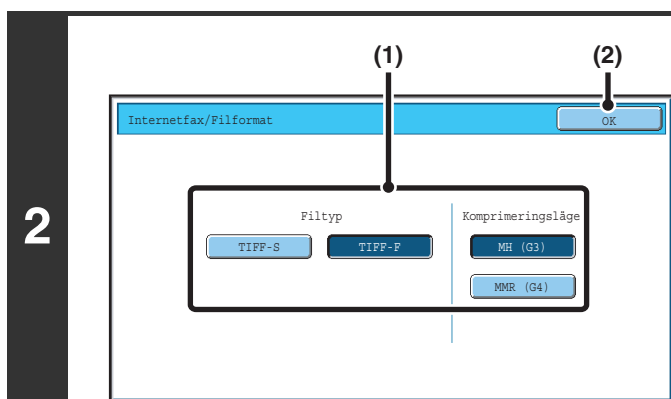 2
(1) (2)
Internetfax/Filformat OK
Filtyp Komprimeringsläge
TIFF-S TIFF-F MH (G3)
MMR (G4)